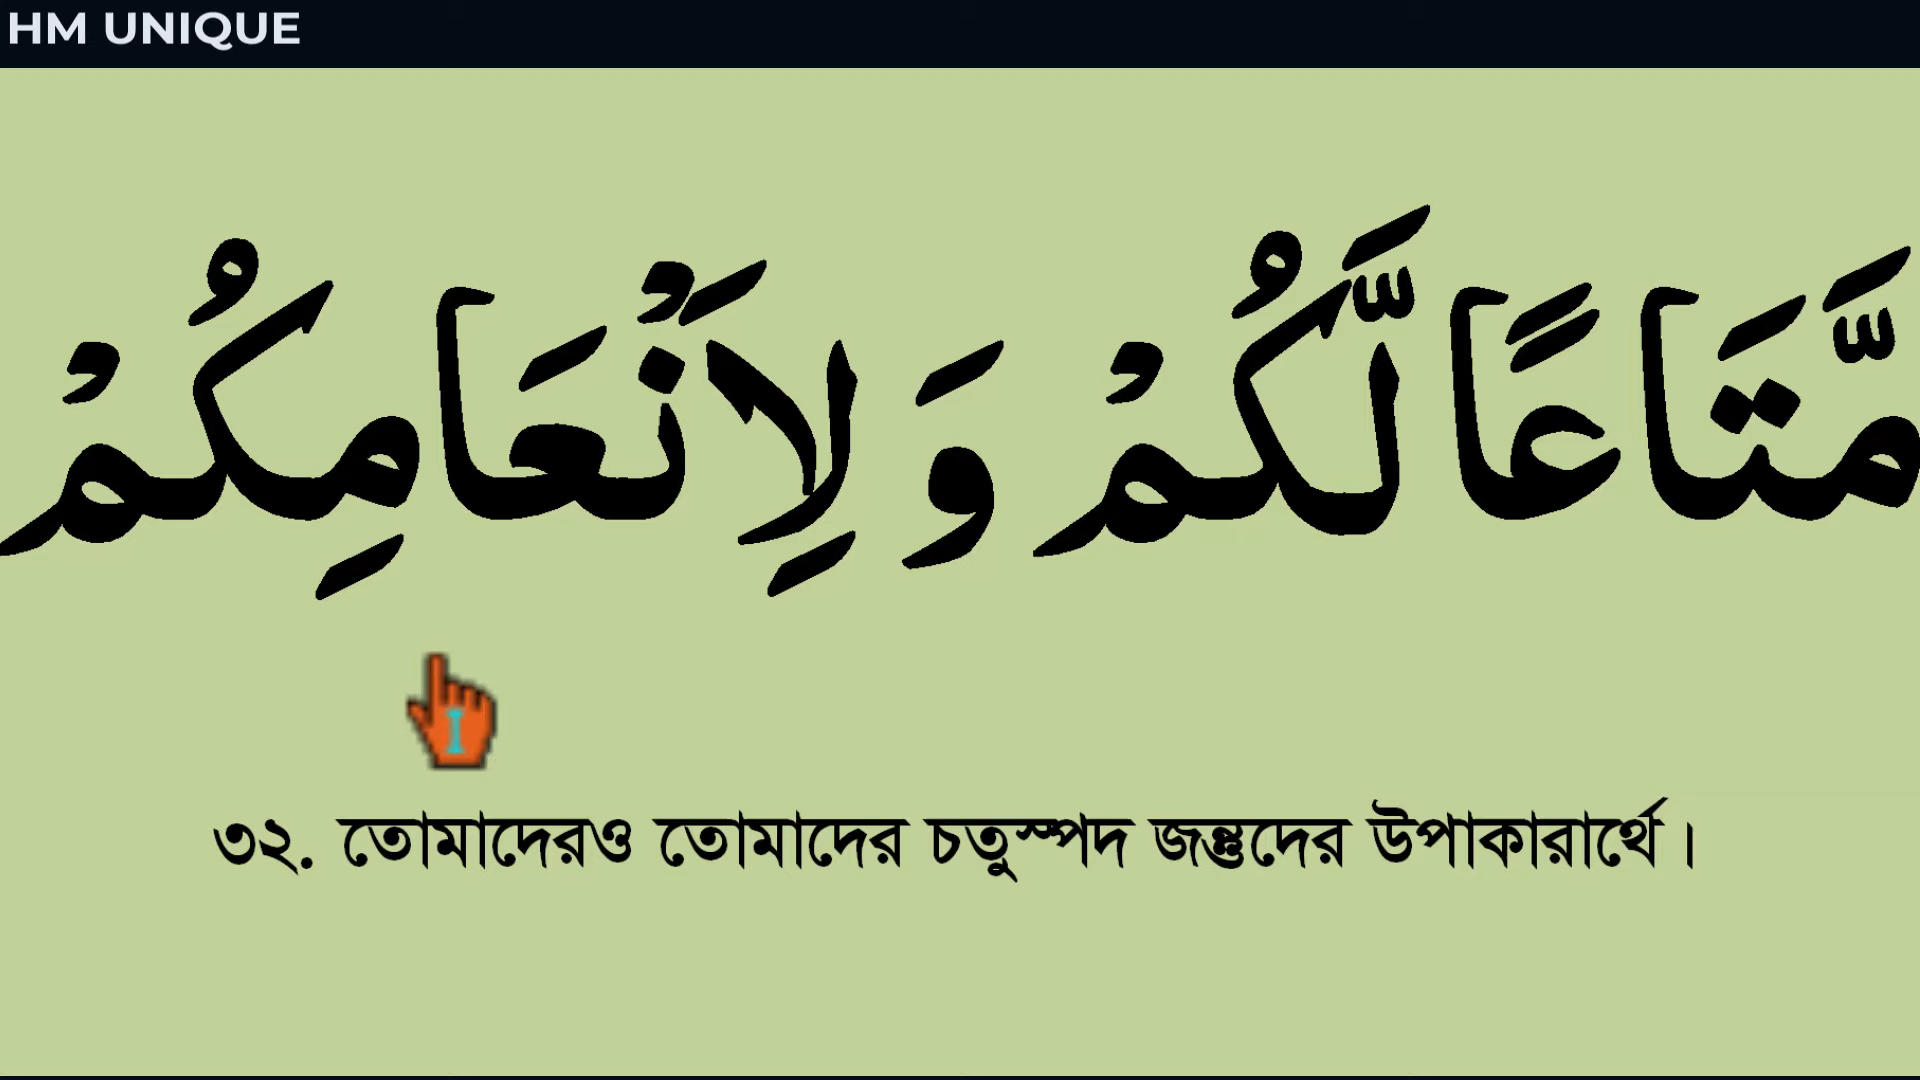 HM UNIQUE
مَّتَاعًا لَّكُمْ وَ لِاَنْعَامِكُمْ
৩২. তোমাদেরও তোমাদের চতুস্পদ জন্তুদের উপাকারার্থে।